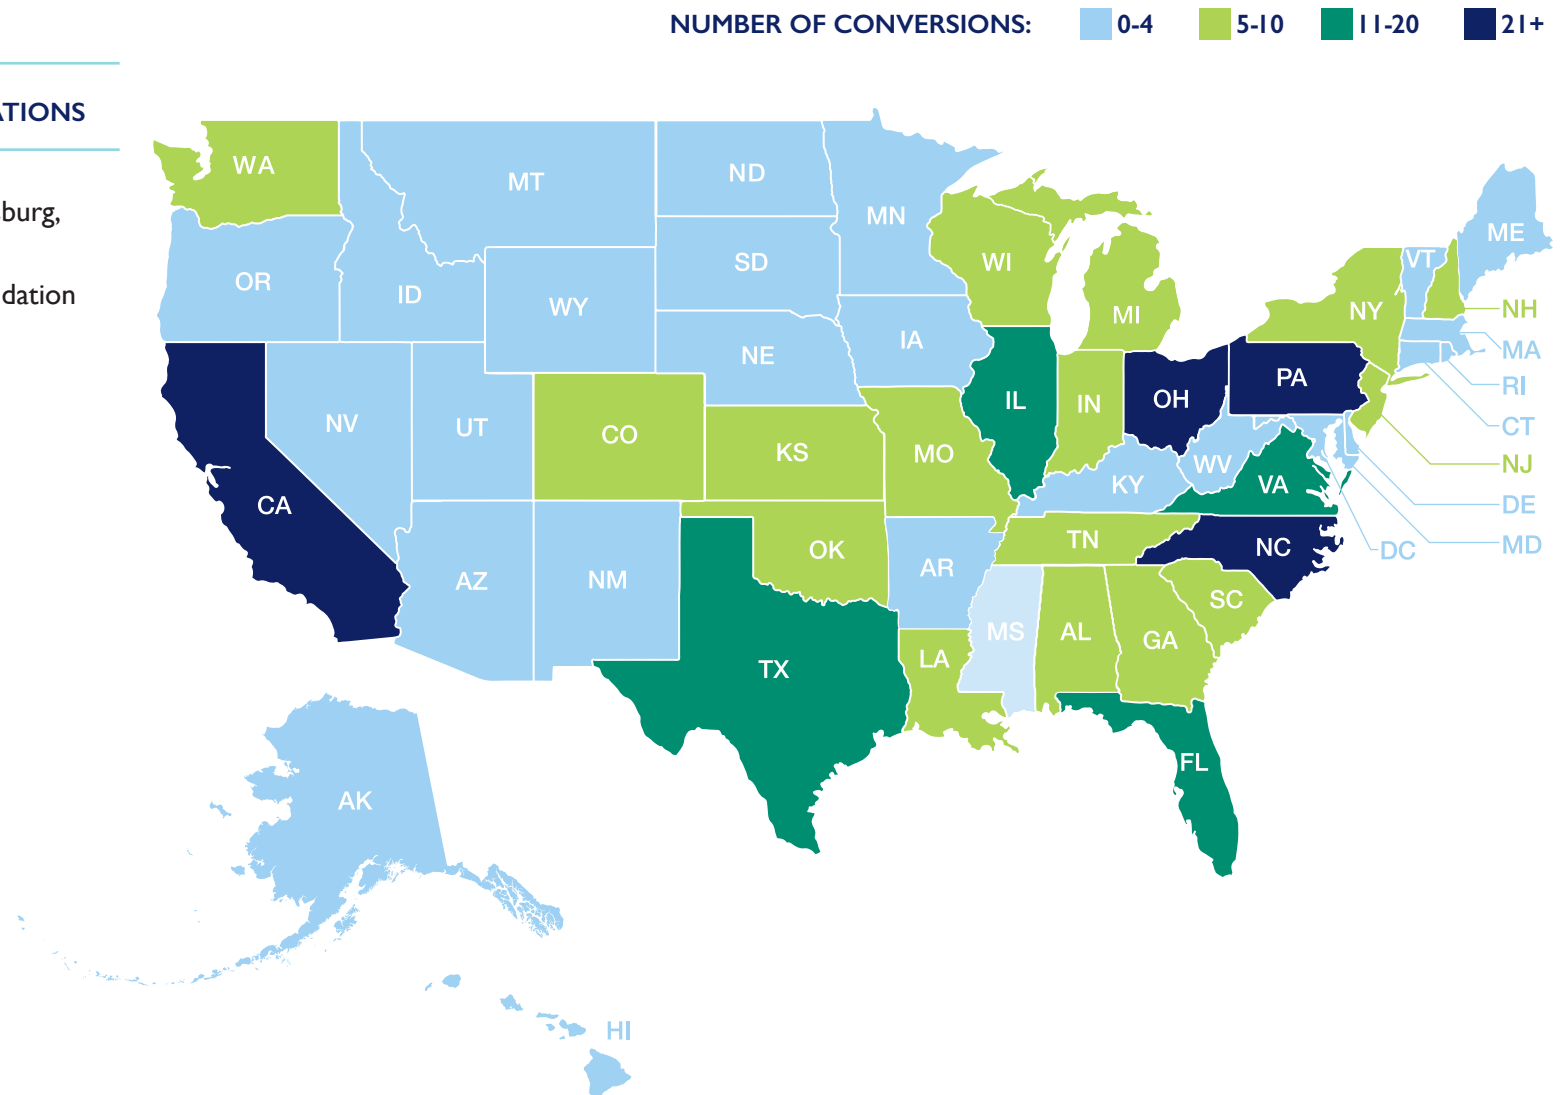 NUMBER OF CONVERSIONS: 0-4 5-10 11-20 21+
ATIONS
burg,
dation
WA
MT
ND
MN
ME
VT
OR
ID
SD
WI
WY
NY
NH
MI
IA
MA
NE
RI
PA
IL
OH
IN
CT
NV
UT
CO
KS
MO
NJ
WV
KY
VA
CA
DE
TN
NC
DC
MD
OK
AZ
NM
AR
SC
MS
AL
GA
LA
TX
FL
AK
HI